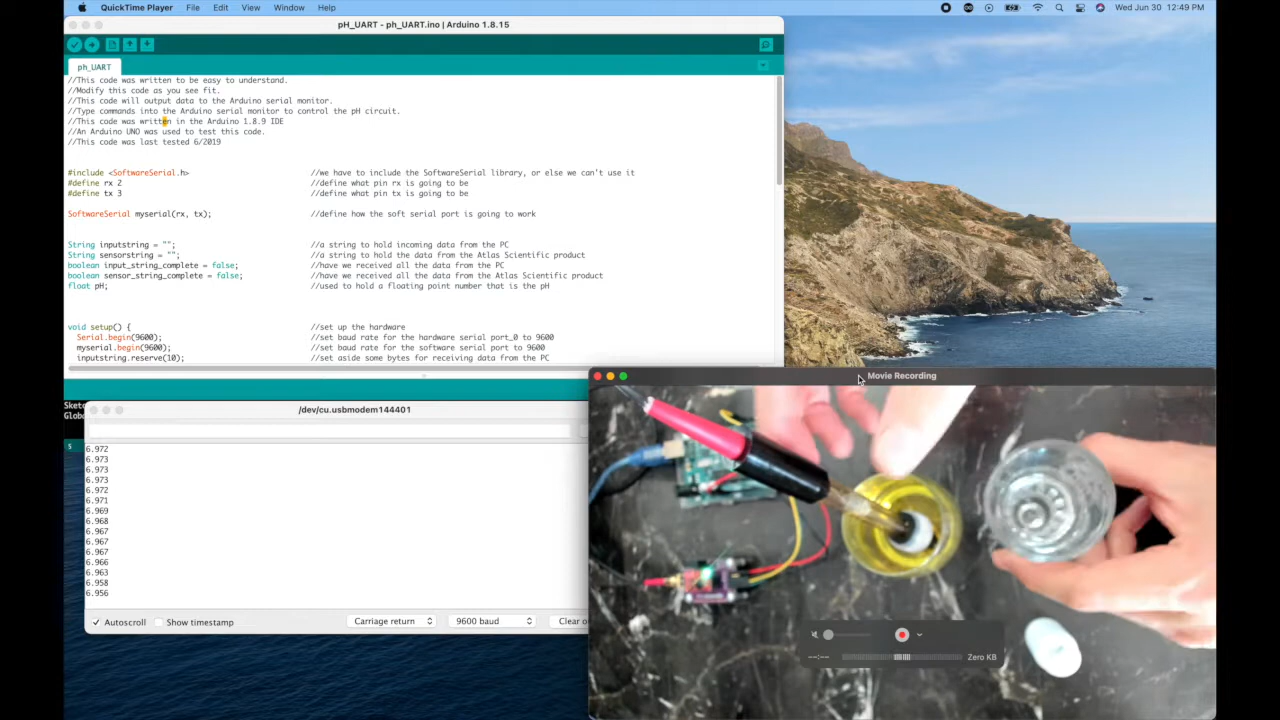 QuickTime Player File Edit View Window Help Wed Jun 30 12:49 PM
pH_UART - ph_UART.ino | Arduino 1.8.15
ph_UART
//This code was written to be easy to understand.
//Modify this code as you see fit.
//This code will output data to the Arduino serial monitor.
//Type commands into the Arduino serial monitor to control the pH circuit.
//This code was written in the Arduino 1.8.9 IDE
//An Arduino UNO was used to test this code.
//This code was last tested 6/2019
#include <SoftwareSerial.h> //we have to include the SoftwareSerial library, or else we can't use it
#define rx 2 //define what pin rx is going to be
#define tx 3 //define what pin tx is going to be
SoftwareSerial myserial(rx, tx); //define how the soft serial port is going to work
String inputstring = ""; //a string to hold incoming data from the PC
String sensorstring = ""; //a string to hold the data from the Atlas Scientific product
boolean input_string_complete = false; //have we received all the data from the PC
boolean sensor_string_complete = false; //have we received all the data from the Atlas Scientific product
float pH; //used to hold a floating point number that is the pH
void setup() { //set up the hardware
Serial.begin(9600); //set baud rate for the hardware serial port_0 to 9600
myserial.begin(9600); //set baud rate for the software serial port to 9600
inputstring.reserve(10); //set aside some bytes for receiving data from the PC
Movie Recording
Sketc
Globa
/dev/cu.usbmodem144401
5
6.972
6.973
6.973
6.973
6.972
6.971
6.969
6.968
6.967
6.967
6.967
6.966
6.963
6.958
6.956
Autoscroll Show timestamp Carriage return 9600 baud Clear o
--:-- Zero KB